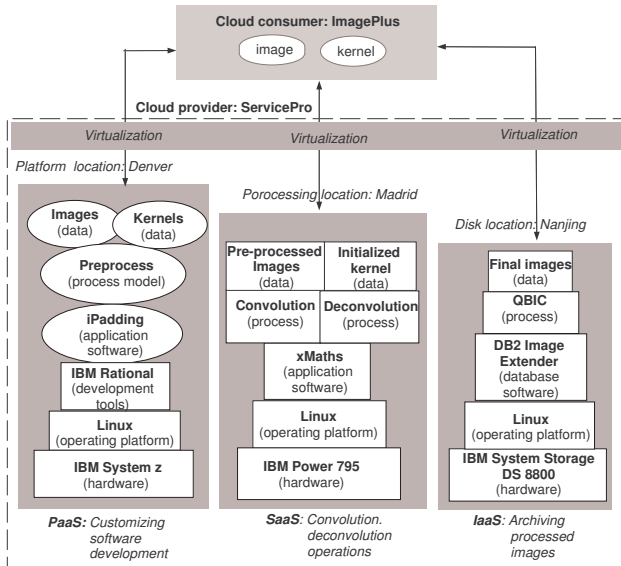 Cloud consumer: ImagePlus
image
kernel
Cloud provider: ServicePro
Virtualization
Virtualization
Virtualization
Platform location: Denver
Images
(data)
Kernels
(data)
Preprocess
(process model)
iPadding
(application
software)
IBM Rational
(development
tools)
Linux
(operating platform)
IBM System z
(hardware)
PaaS: Customizing
software
development
Porocessing location: Madrid
Pre-processed
Images
(data)
Initialized
kernel
(data)
Convolution
(process)
Deconvolution
(process)
xMaths
(application
software)
Linux
(operating platform)
IBM Power 795
(hardware)
SaaS: Convolution.
deconvolution
operations
Disk location: Nanjing
Final images
(data)
QBIC
(process)
DB2 Image
Extender
(database
software)
Linux
(operating platform)
IBM System Storage
DS 8800
(hardware)
IaaS: Archiving
processed
images